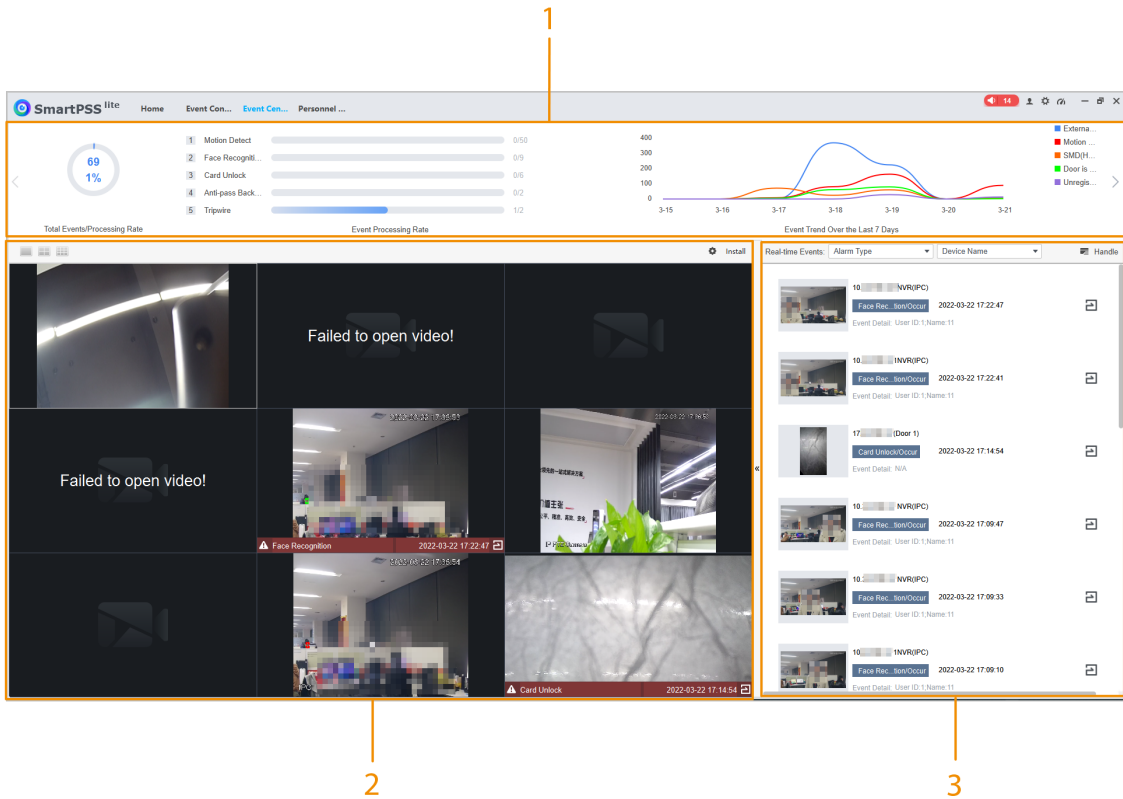 1
SmartPSS lite
Home
Event Con...
Event Cen...
Personnel ...
14
69
1%
Total Events/Processing Rate
1 Motion Detect 0/50
2 Face Recogniti... 0/9
3 Card Unlock 0/6
4 Anti-pass Back... 0/2
5 Tripwire 1/2
Event Processing Rate
400
300
200
100
0
3-15 3-16 3-17 3-18 3-19 3-20 3-21
Event Trend Over the Last 7 Days
Externa...
Motion ...
SMD(H...
Door is ...
Unregis...
Install
Failed to open video!
Failed to open video!
Face Recognition 2022-03-22 17:22:47
Card Unlock 2022-03-22 17:14:54
Real-time Events: Alarm Type Device Name Handle
10. NVR(IPC)
Face Rec...tion/Occur 2022-03-22 17:22:47
Event Detail: User ID:1;Name:11
10. 1NVR(IPC)
Face Rec...tion/Occur 2022-03-22 17:22:41
Event Detail: User ID:1;Name:11
17 (Door 1)
Card Unlock/Occur 2022-03-22 17:14:54
Event Detail: N/A
10. NVR(IPC)
Face Rec...tion/Occur 2022-03-22 17:09:47
Event Detail: User ID:1;Name:11
10. NVR(IPC)
Face Rec...tion/Occur 2022-03-22 17:09:33
Event Detail: User ID:1;Name:11
10 1NVR(IPC)
Face Rec...tion/Occur 2022-03-22 17:09:10
Event Detail: User ID:1;Name:11
2
3